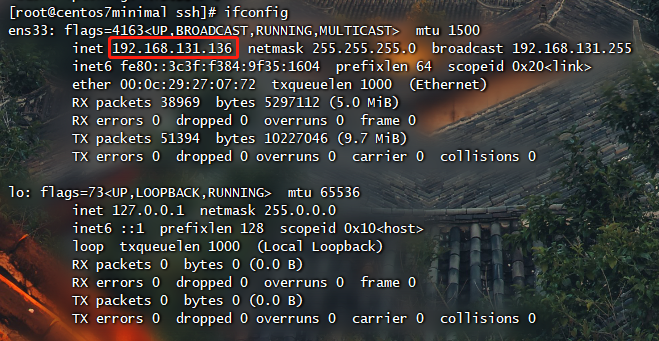 [root@centos7minimal ssh]# ifconfig
ens33: flags=4163<UP,BROADCAST,RUNNING,MULTICAST>  mtu 1500
        inet 192.168.131.136  netmask 255.255.255.0  broadcast 192.168.131.255
        inet6 fe80::3c3f:f384:9f35:1604  prefixlen 64  scopeid 0x20<link>
        ether 00:0c:29:27:07:72  txqueuelen 1000  (Ethernet)
        RX packets 38969  bytes 5297112 (5.0 MiB)
        RX errors 0  dropped 0  overruns 0  frame 0
        TX packets 51394  bytes 10227046 (9.7 MiB)
        TX errors 0  dropped 0 overruns 0  carrier 0  collisions 0
lo: flags=73<UP,LOOPBACK,RUNNING>  mtu 65536
        inet 127.0.0.1  netmask 255.0.0.0
        inet6 ::1  prefixlen 128  scopeid 0x10<host>
        loop  txqueuelen 1000  (Local Loopback)
        RX packets 0  bytes 0 (0.0 B)
        RX errors 0  dropped 0  overruns 0  frame 0
        TX packets 0  bytes 0 (0.0 B)
        TX errors 0  dropped 0 overruns 0  carrier 0  collisions 0